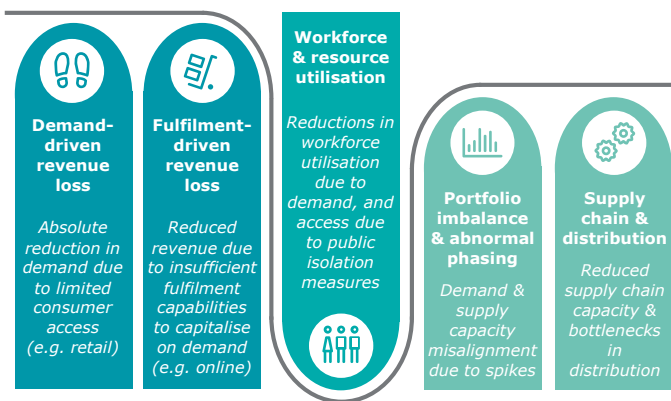 Demand-
driven
revenue
loss
Absolute
reduction in
demand due
to limited
consumer
access
(e.g. retail)
Fulfilment-
driven
revenue
loss
Reduced
revenue due
to insufficient
fulfilment
capabilities
to capitalise
on demand
(e.g. online)
Workforce
& resource
utilisation
Reductions in
workforce
utilisation
due to
demand, and
access due
to public
isolation
measures
Portfolio
imbalance
& abnormal
phasing
Demand &
supply
capacity
misalignment
due to spikes
Supply
chain &
distribution
Reduced
supply chain
capacity &
bottlenecks
in
distribution